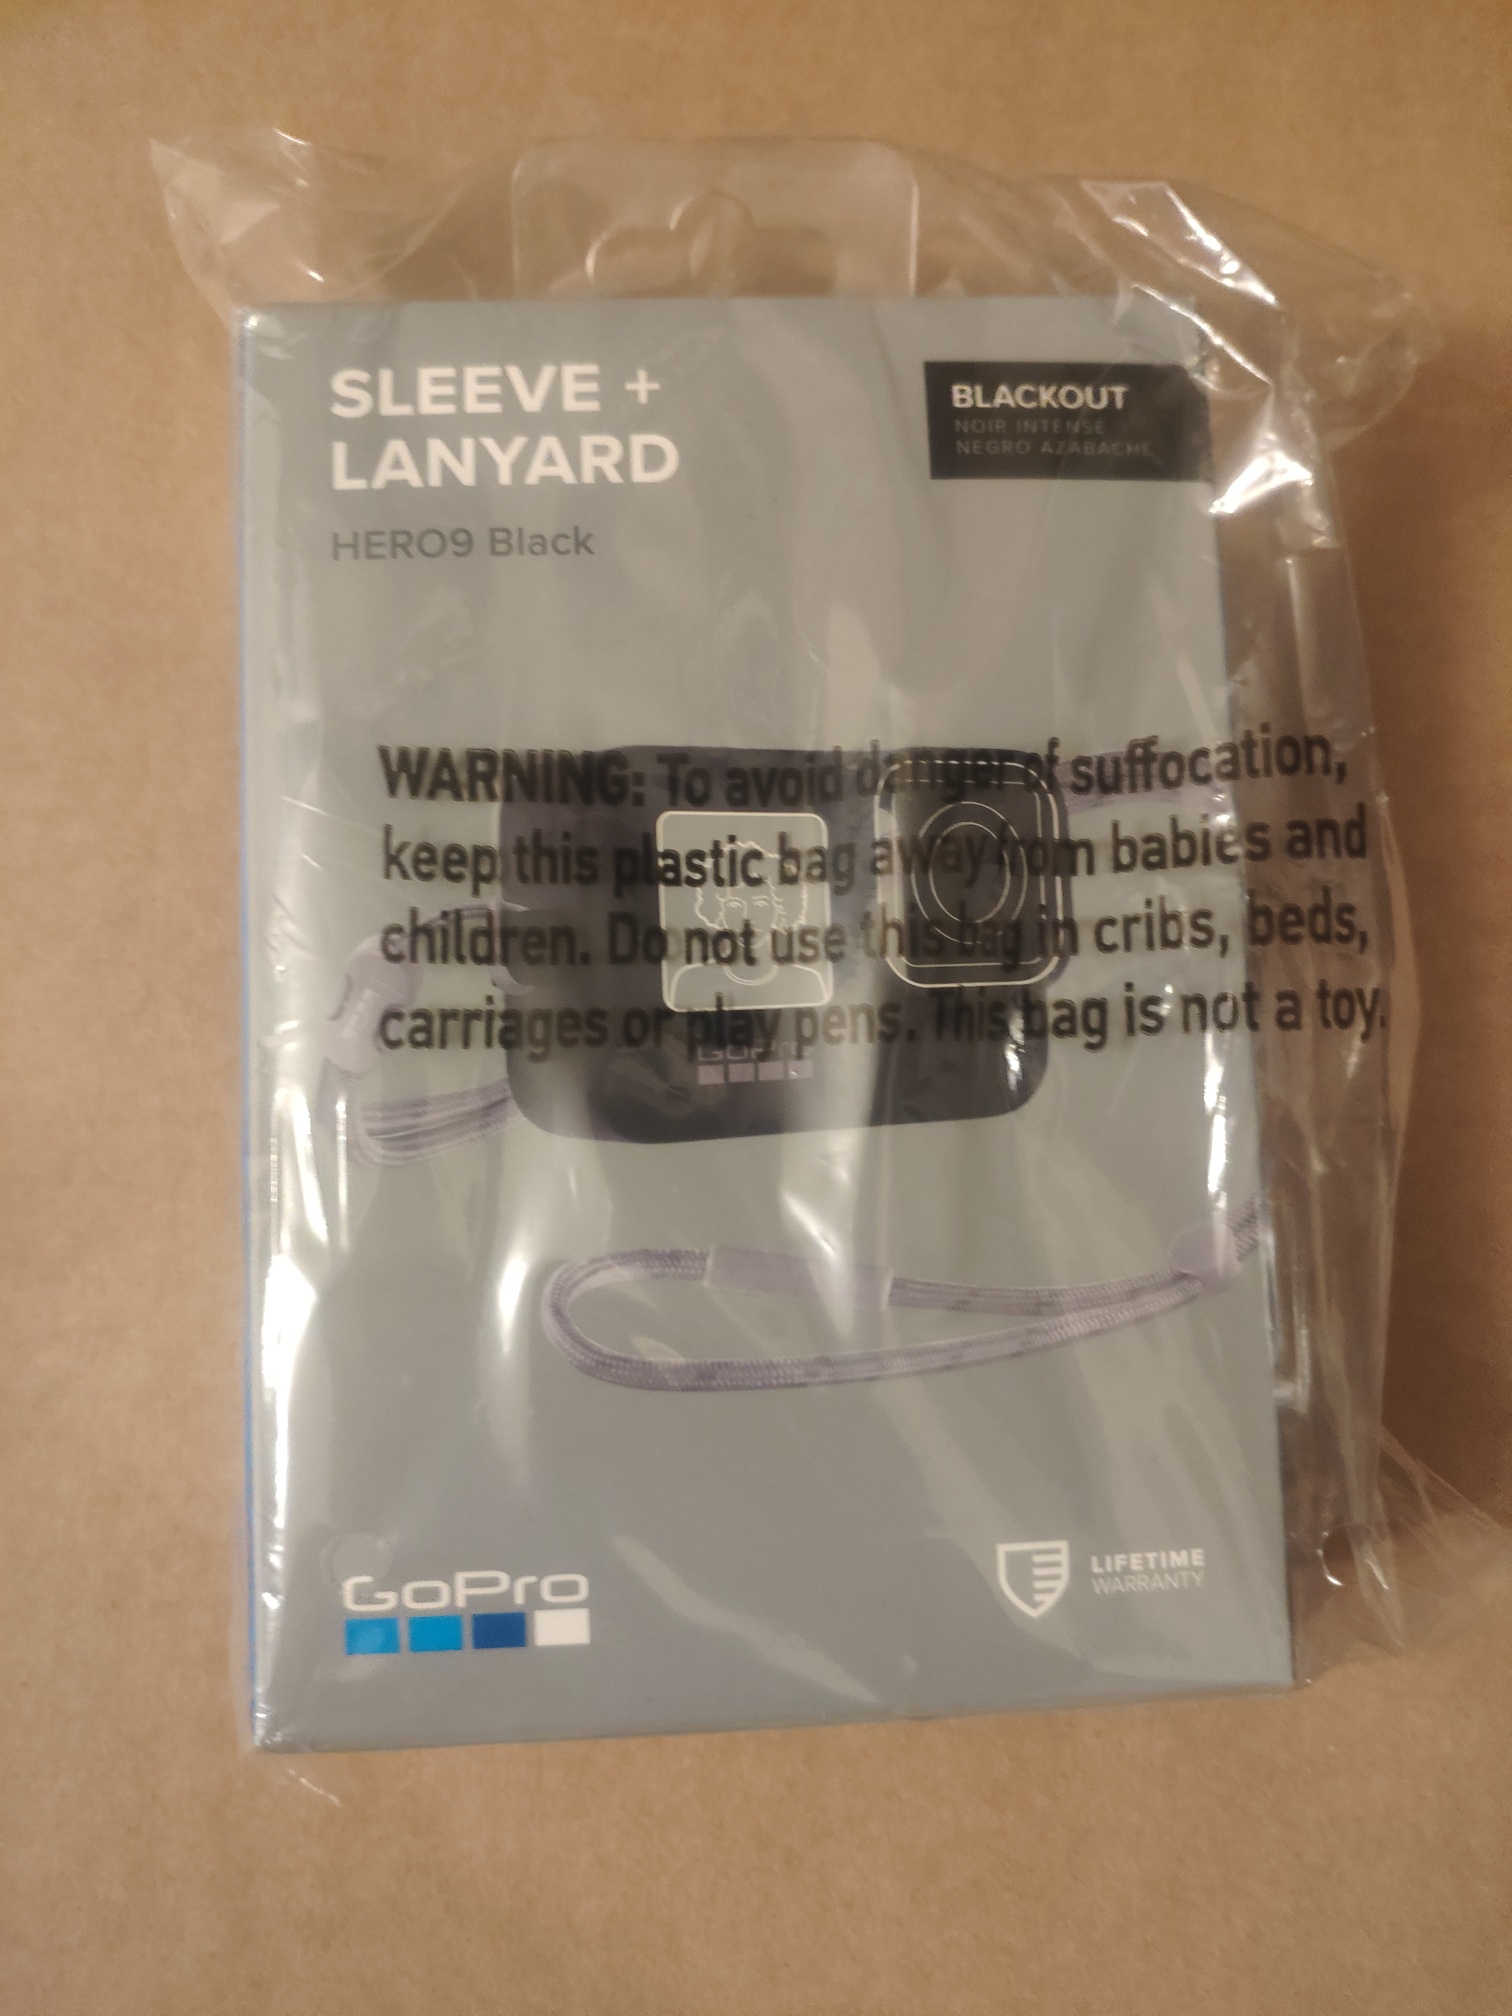 SLEEVE +
LANYARD
HERO9 Black
BLACKOUT
NOIR INTENSE
NEGRO AZABACHE
WARNING: To avoid danger of suffocation,
keep this plastic bag away from babies and
children. Do not use this bag in cribs, beds,
carriages or play pens. This bag is not a toy.
GoPro
GoPro
LIFETIME
WARRANTY